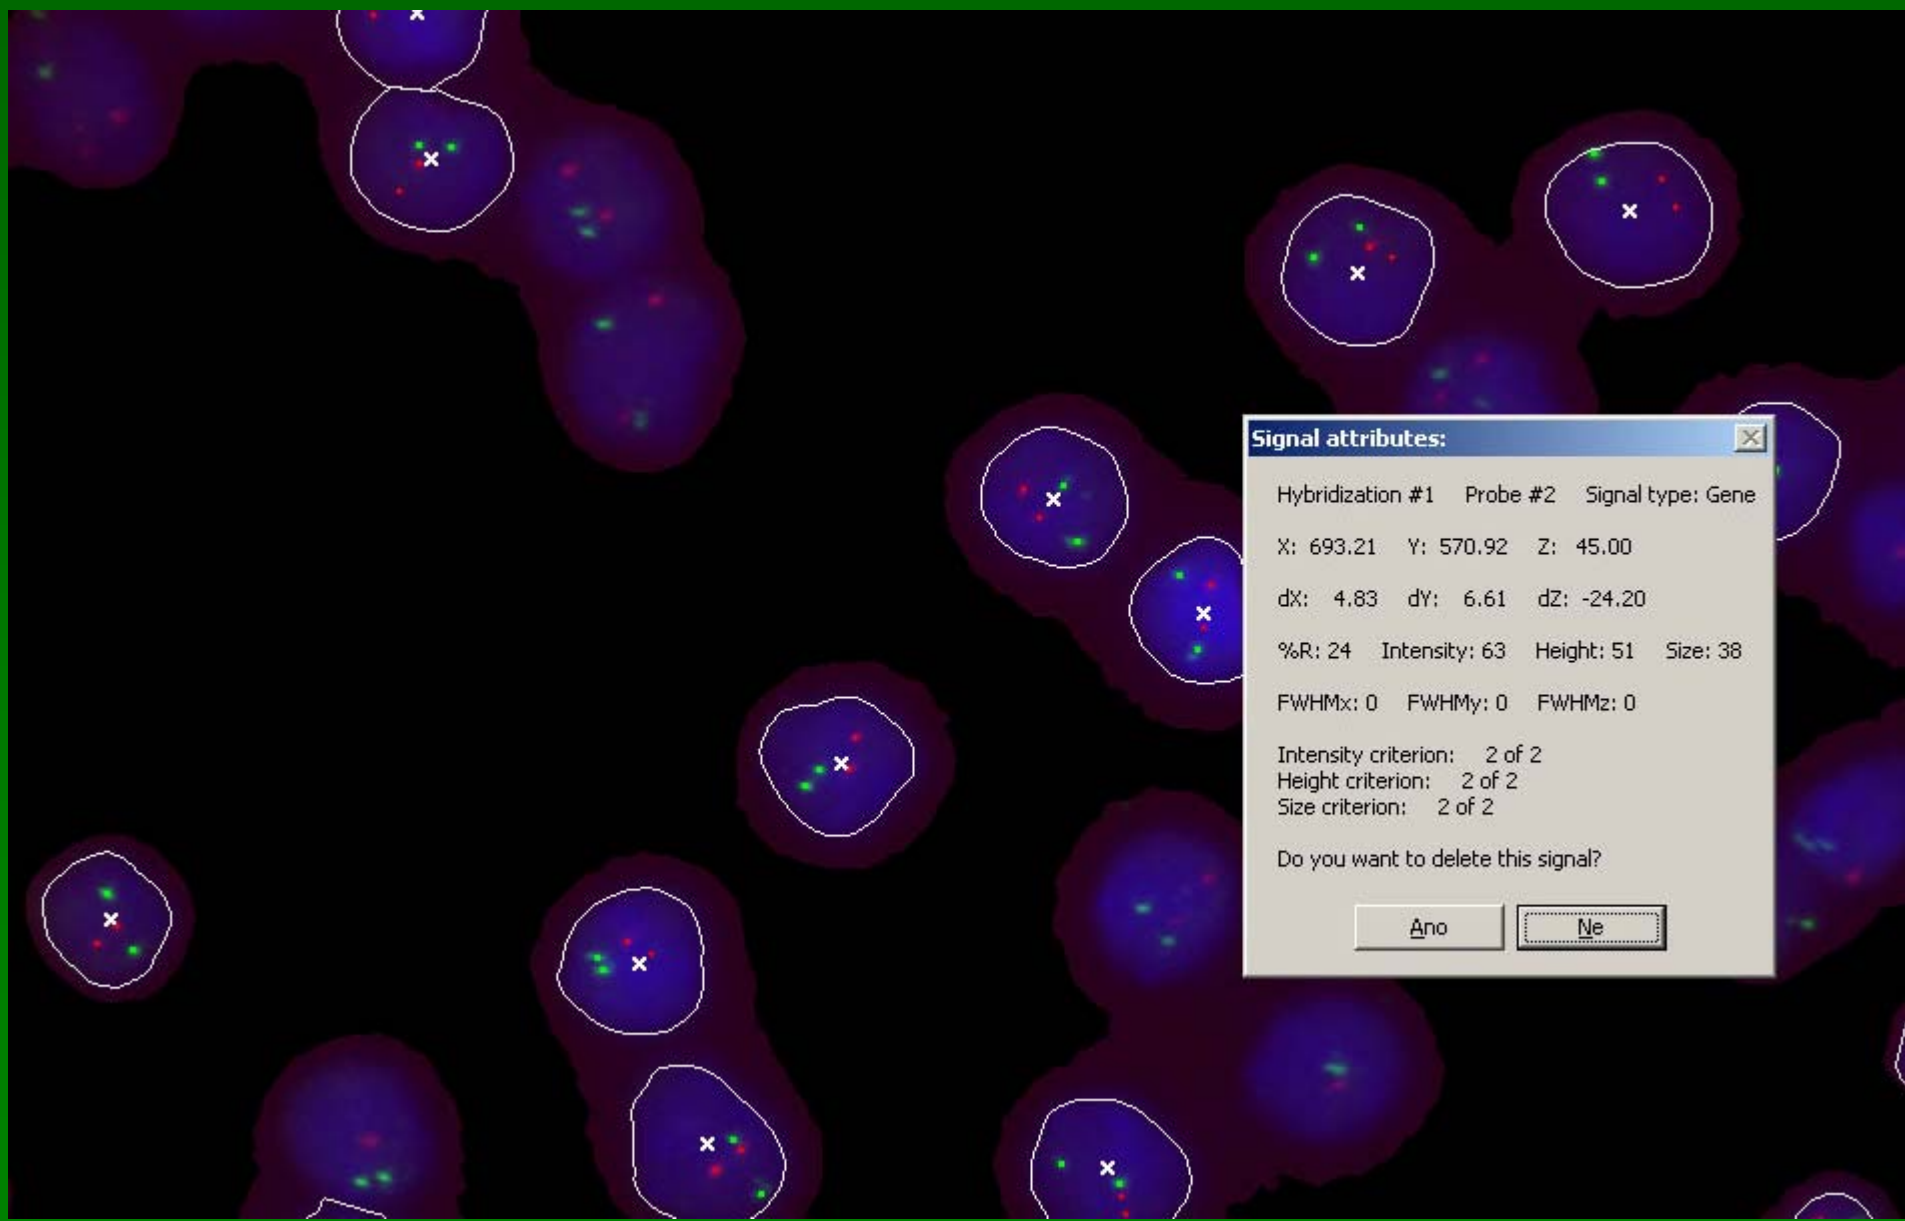 Signal attributes:
Hybridization #1 Probe #2 Signal type: Gene
X: 693.21 Y: 570.92 Z: 45.00
dX: 4.83 dY: 6.61 dZ: -24.20
%R: 24 Intensity: 63 Height: 51 Size: 38
FWHMx: 0 FWHMy: 0 FWHMz: 0
Intensity criterion: 2 of 2
Height criterion: 2 of 2
Size criterion: 2 of 2
Do you want to delete this signal?
Ano Ne